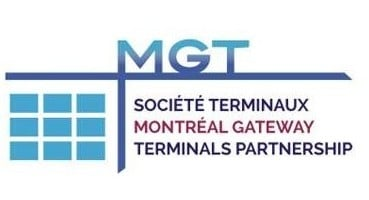 MGT
SOCIÉTÉ TERMINAUX
MONTRÉAL GATEWAY
TERMINALS PARTNERSHIP